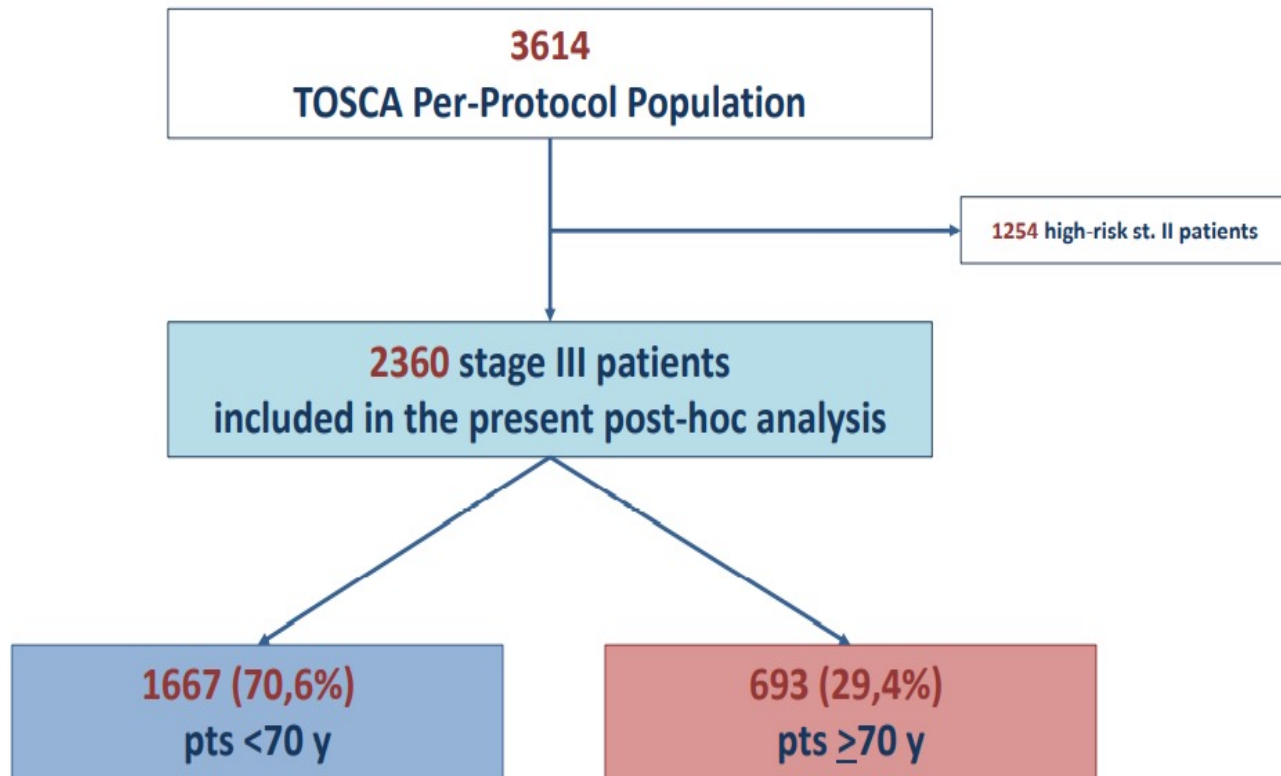 3614
TOSCA Per-Protocol Population
1254 high-risk st. II patients
2360 stage III patients
included in the present post-hoc analysis
1667 (70,6%)
pts <70 y
693 (29,4%)
pts ≥70 y